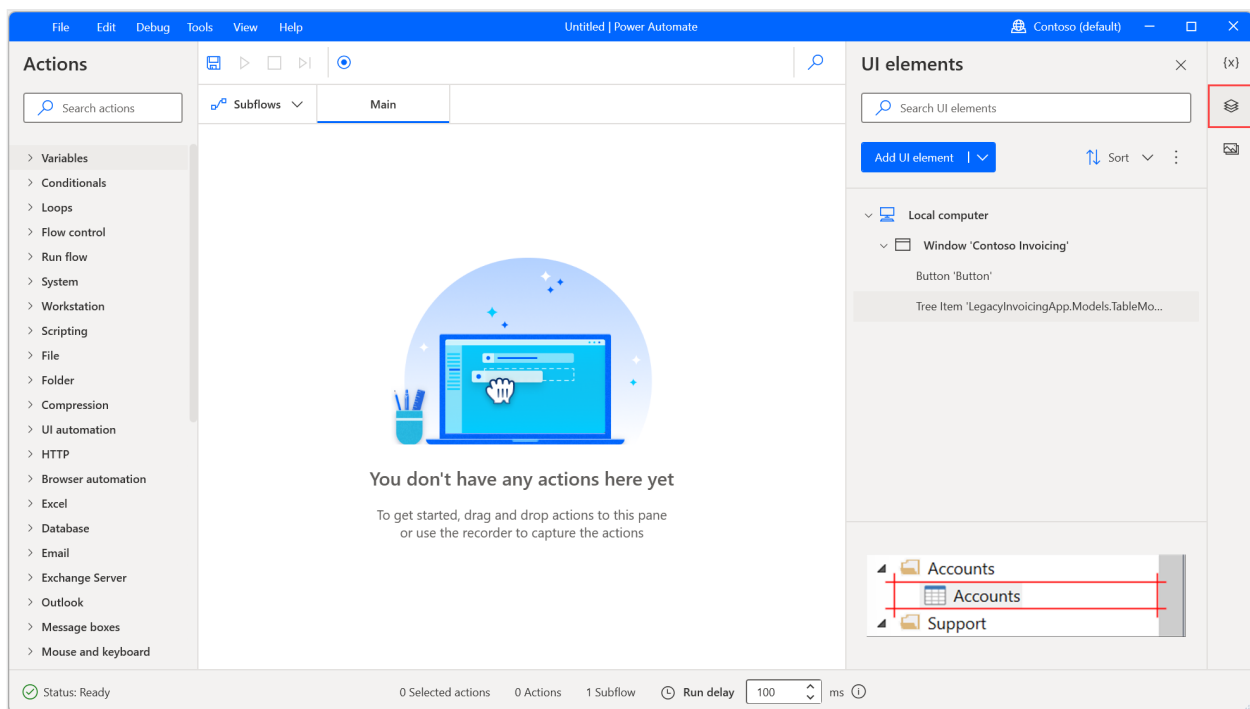 File Edit Debug Tools View Help Untitled | Power Automate Contoso (default)
Actions
Search actions
Variables
Conditionals
Loops
Flow control
Run flow
System
Workstation
Scripting
File
Folder
Compression
UI automation
HTTP
Browser automation
Excel
Database
Email
Exchange Server
Outlook
Message boxes
Mouse and keyboard
Subflows Main
You don't have any actions here yet
To get started, drag and drop actions to this pane
or use the recorder to capture the actions
UI elements
{x}
Search UI elements
Add UI element Sort
Local computer
Window 'Contoso Invoicing'
Button 'Button'
Tree Item 'LegacyInvoicingApp.Models.TableMo...
Accounts
Accounts
Support
Status: Ready 0 Selected actions 0 Actions 1 Subflow Run delay 100 ms